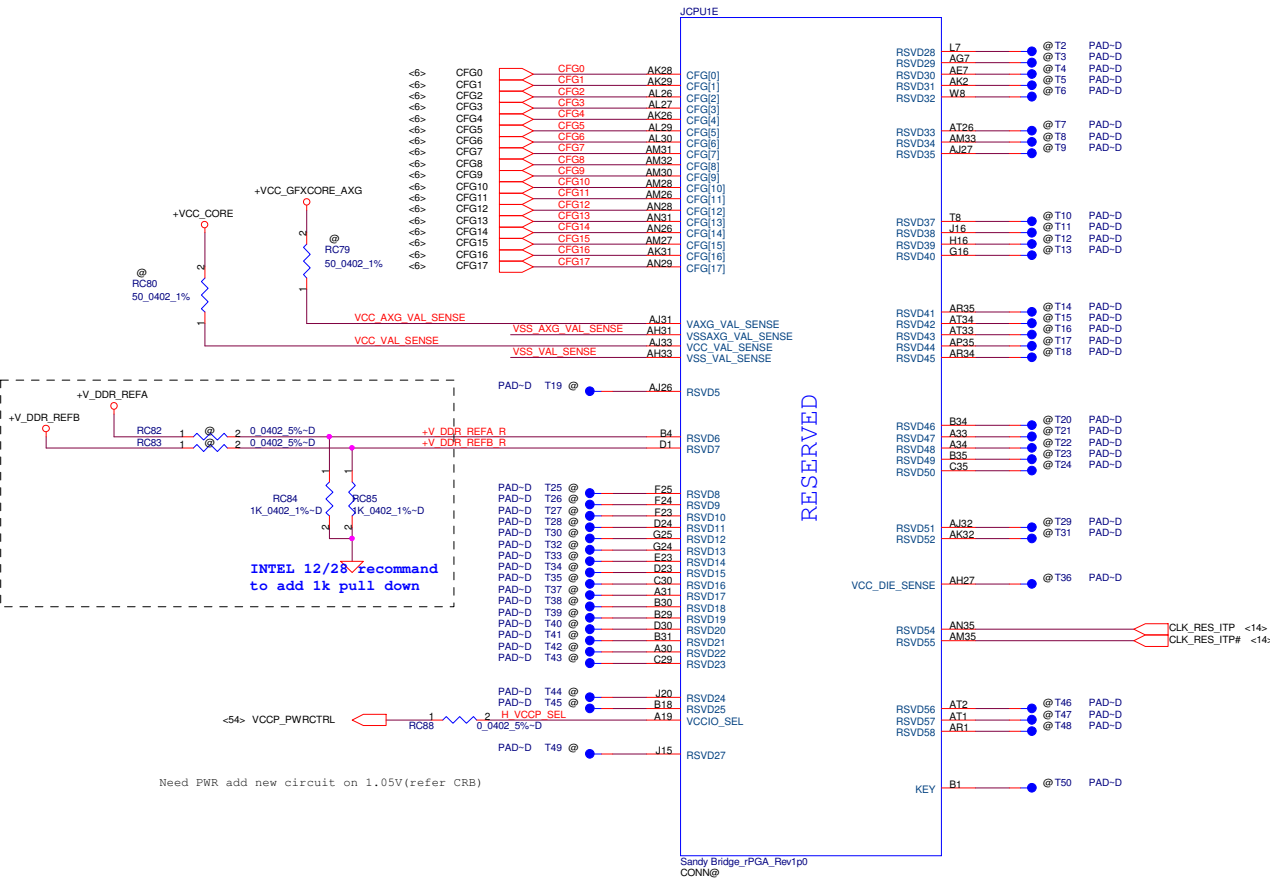 JCPU1E
<6> CFG0 CFG0 AK28 CFG[0]
<6> CFG1 CFG1 AK29 CFG[1]
<6> CFG2 CFG2 AL26 CFG[2]
<6> CFG3 CFG3 AL27 CFG[3]
<6> CFG4 CFG4 AK26 CFG[4]
<6> CFG5 CFG5 AL29 CFG[5]
<6> CFG6 CFG6 AL30 CFG[6]
<6> CFG7 CFG7 AM31 CFG[7]
<6> CFG8 CFG8 AM32 CFG[8]
<6> CFG9 CFG9 AM30 CFG[9]
<6> CFG10 CFG10 AM28 CFG[10]
<6> CFG11 CFG11 AM26 CFG[11]
<6> CFG12 CFG12 AN28 CFG[12]
<6> CFG13 CFG13 AN31 CFG[13]
<6> CFG14 CFG14 AN26 CFG[14]
<6> CFG15 CFG15 AM27 CFG[15]
<6> CFG16 CFG16 AK31 CFG[16]
<6> CFG17 CFG17 AN29 CFG[17]
+VCC_GFXCORE_AXG
+VCC_CORE
2
@
RC79
50_0402_1%
1
2
@
RC80
50_0402_1%
1
VCC_AXG_VAL_SENSE AJ31 VAXG_VAL_SENSE
VSS_AXG_VAL_SENSE AH31 VSSAXG_VAL_SENSE
VCC_VAL_SENSE AJ33 VCC_VAL_SENSE
VSS_VAL_SENSE AH33 VSS_VAL_SENSE
PAD~D T19 @ AJ26 RSVD5
+V_DDR_REFA
+V_DDR_REFB
RC82 1 @ 2 0_0402_5%~D +V_DDR_REFA_R B4 RSVD6
RC83 1 @ 2 0_0402_5%~D +V_DDR_REFB_R D1 RSVD7
1 1
RC84 RC85
1K_0402_1%~D 1K_0402_1%~D
2 2
INTEL 12/28 recommand
to add 1k pull down
PAD~D T25 @ F25 RSVD8
PAD~D T26 @ F24 RSVD9
PAD~D T27 @ F23 RSVD10
PAD~D T28 @ D24 RSVD11
PAD~D T30 @ G25 RSVD12
PAD~D T32 @ G24 RSVD13
PAD~D T33 @ E23 RSVD14
PAD~D T34 @ D23 RSVD15
PAD~D T35 @ C30 RSVD16
PAD~D T37 @ A31 RSVD17
PAD~D T38 @ B30 RSVD18
PAD~D T39 @ B29 RSVD19
PAD~D T40 @ D30 RSVD20
PAD~D T41 @ B31 RSVD21
PAD~D T42 @ A30 RSVD22
PAD~D T43 @ C29 RSVD23
PAD~D T44 @ J20 RSVD24
PAD~D T45 @ B18 RSVD25
<54> VCCP_PWRCTRL 1 RC88 2 0_0402_5%~D H_VCCP_SEL A19 VCCIO_SEL
PAD~D T49 @ J15 RSVD27
Need PWR add new circuit on 1.05V(refer CRB)
RESERVED
RSVD28 L7 @ T2 PAD~D
RSVD29 AG7 @ T3 PAD~D
RSVD30 AE7 @ T4 PAD~D
RSVD31 AK2 @ T5 PAD~D
RSVD32 W8 @ T6 PAD~D
RSVD33 AT26 @ T7 PAD~D
RSVD34 AM33 @ T8 PAD~D
RSVD35 AJ27 @ T9 PAD~D
RSVD37 T8 @ T10 PAD~D
RSVD38 J16 @ T11 PAD~D
RSVD39 H16 @ T12 PAD~D
RSVD40 G16 @ T13 PAD~D
RSVD41 AR35 @ T14 PAD~D
RSVD42 AT34 @ T15 PAD~D
RSVD43 AT33 @ T16 PAD~D
RSVD44 AP35 @ T17 PAD~D
RSVD45 AR34 @ T18 PAD~D
RSVD46 B34 @ T20 PAD~D
RSVD47 A33 @ T21 PAD~D
RSVD48 A34 @ T22 PAD~D
RSVD49 B35 @ T23 PAD~D
RSVD50 C35 @ T24 PAD~D
RSVD51 AJ32 @ T29 PAD~D
RSVD52 AK32 @ T31 PAD~D
VCC_DIE_SENSE AH27 @ T36 PAD~D
RSVD54 AN35 CLK_RES_ITP <14>
RSVD55 AM35 CLK_RES_ITP# <14>
RSVD56 AT2 @ T46 PAD~D
RSVD57 AT1 @ T47 PAD~D
RSVD58 AR1 @ T48 PAD~D
KEY B1 @ T50 PAD~D
Sandy Bridge_rPGA_Rev1p0
CONN@